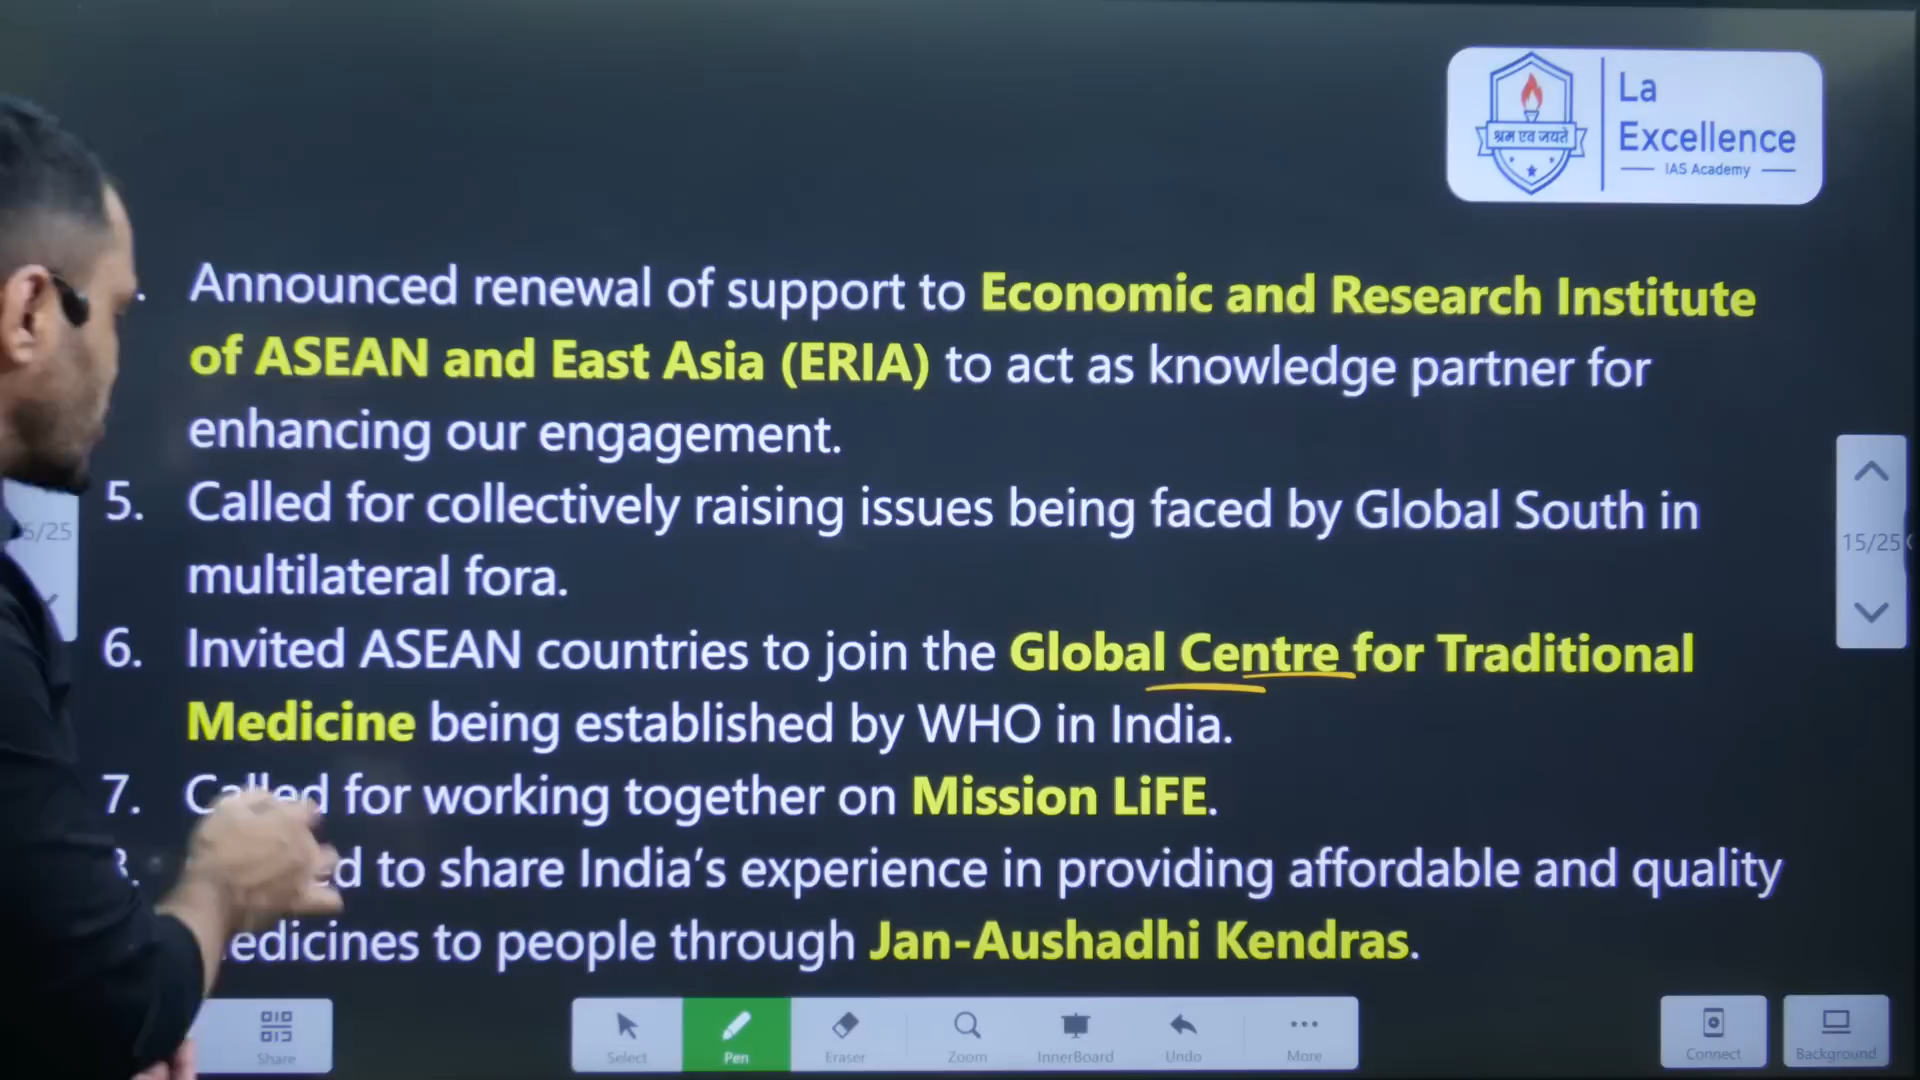 La
Excellence
IAS Academy
श्रम एव जयते
Announced renewal of support to Economic and Research Institute
of ASEAN and East Asia (ERIA) to act as knowledge partner for
enhancing our engagement.
5. Called for collectively raising issues being faced by Global South in
multilateral fora.
6. Invited ASEAN countries to join the Global Centre for Traditional
Medicine being established by WHO in India.
7. Called for working together on Mission LiFE.
to share India's experience in providing affordable and quality
edicines to people through Jan-Aushadhi Kendras.
5/25
15/25
Share
Select
Pen
Eraser
Zoom
InnerBoard
Undo
More
Connect
Background